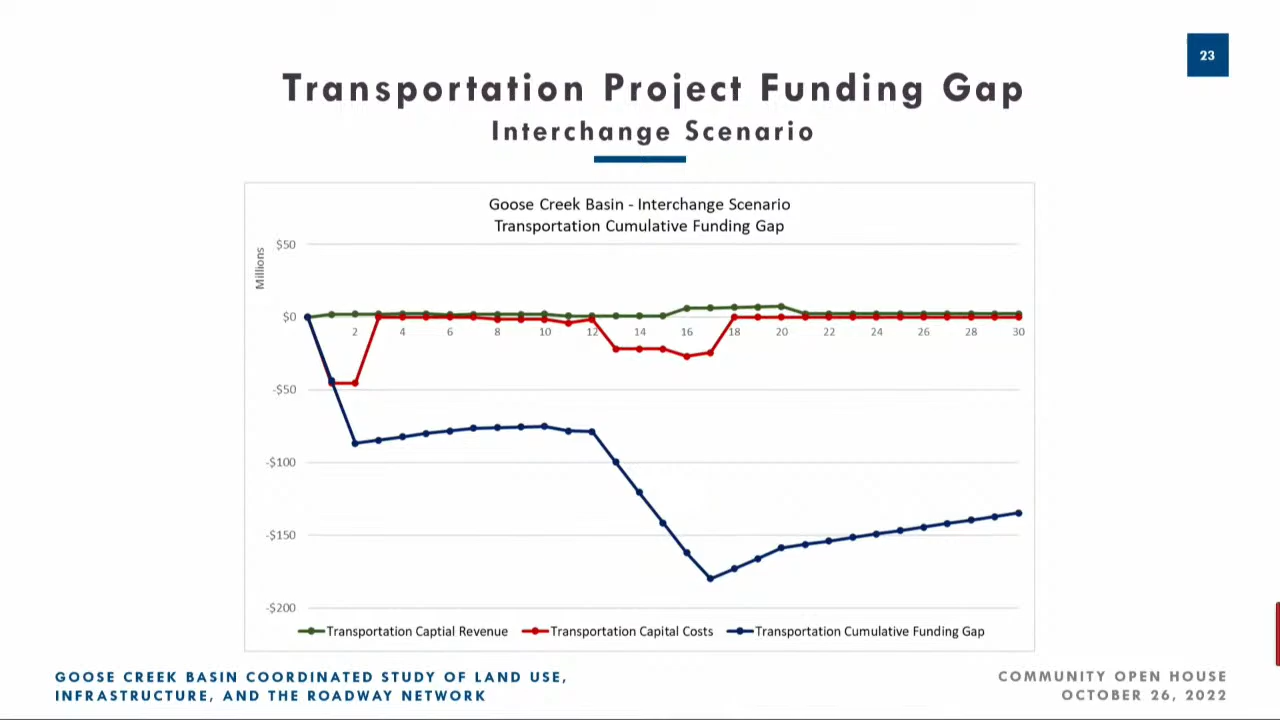 23
Transportation Project Funding Gap
Interchange Scenario
Goose Creek Basin - Interchange Scenario
Transportation Cumulative Funding Gap
Millions
$50
$0
2 4 6 8 10 12 14 16 18 20 22 24 26 28 30
-$50
-$100
-$150
-$200
Transportation Captial Revenue Transportation Capital Costs Transportation Cumulative Funding Gap
GOOSE CREEK BASIN COORDINATED STUDY OF LAND USE,
INFRASTRUCTURE, AND THE ROADWAY NETWORK
COMMUNITY OPEN HOUSE
OCTOBER 26, 2022